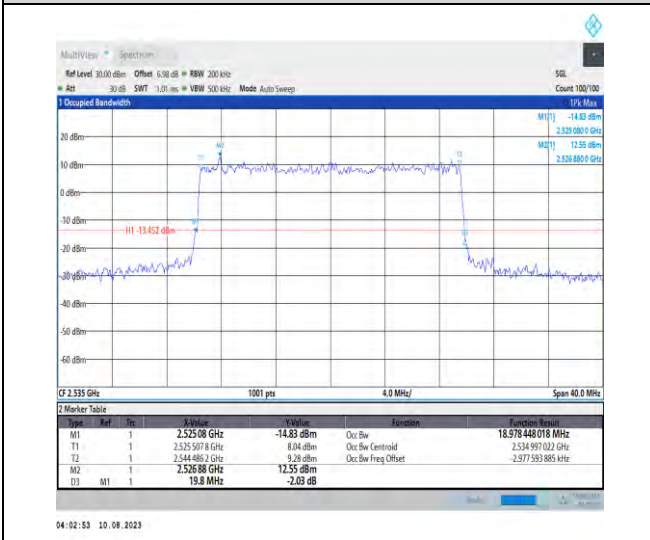 MultiView Spectrum
Ref Level 30.00 dBm Offset 6.98 dB RBW 200 kHz SGL
Att 30 dB SWT 1.01 ms VBW 500 kHz Mode Auto Sweep Count 100/100
1 Occupied Bandwidth 1Pk Max
M1[1] -14.83 dBm
2.525 080 0 GHz
M2[1] 12.55 dBm
2.526 880 0 GHz
20 dBm
10 dBm
0 dBm
-10 dBm
H1 -13.452 dBm
-20 dBm
-30 dBm
-40 dBm
-50 dBm
-60 dBm
M2
T1
T2
M1
CF 2.535 GHz 1001 pts 4.0 MHz/ Span 40.0 MHz
2 Marker Table
Type Ref Trc X-Value Y-Value Function Function Result
M1 1 2.525 08 GHz -14.83 dBm Occ Bw 18.978 448 018 MHz
T1 1 2.525 507 8 GHz 8.04 dBm Occ Bw Centroid 2.534 997 022 GHz
T2 1 2.544 486 2 GHz 9.28 dBm Occ Bw Freq Offset -2.977 593 885 kHz
M2 1 2.526 88 GHz 12.55 dBm
D3 M1 1 19.8 MHz -2.03 dB
04:02:53 10.08.2023